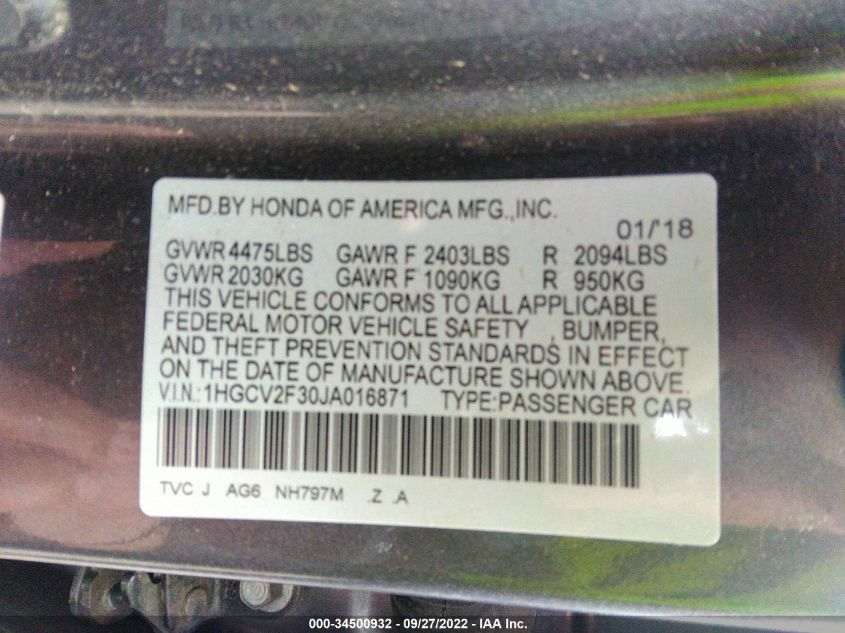 MFD.BY HONDA OF AMERICA MFG.,INC.
01/'18
GVWR 4475LBS GAWR F 2403LBS R 2094LBS
GVWR 2030KG GAWR F 1090KG R 950KG
THIS VEHICLE CONFORMS TO ALL APPLICABLE
FEDERAL MOTOR VEHICLE SAFETY , BUMPER,
AND THEFT PREVENTION STANDARDS IN EFFECT
ON THE DATE OF MANUFACTURE SHOWN ABOVE.
V.I.N.:1HGCV2F30JA016871 TYPE:PASSENGER CAR
TVC J AG6 NH797M .Z .A
000-34500932 - 09/27/2022 - IAA Inc.